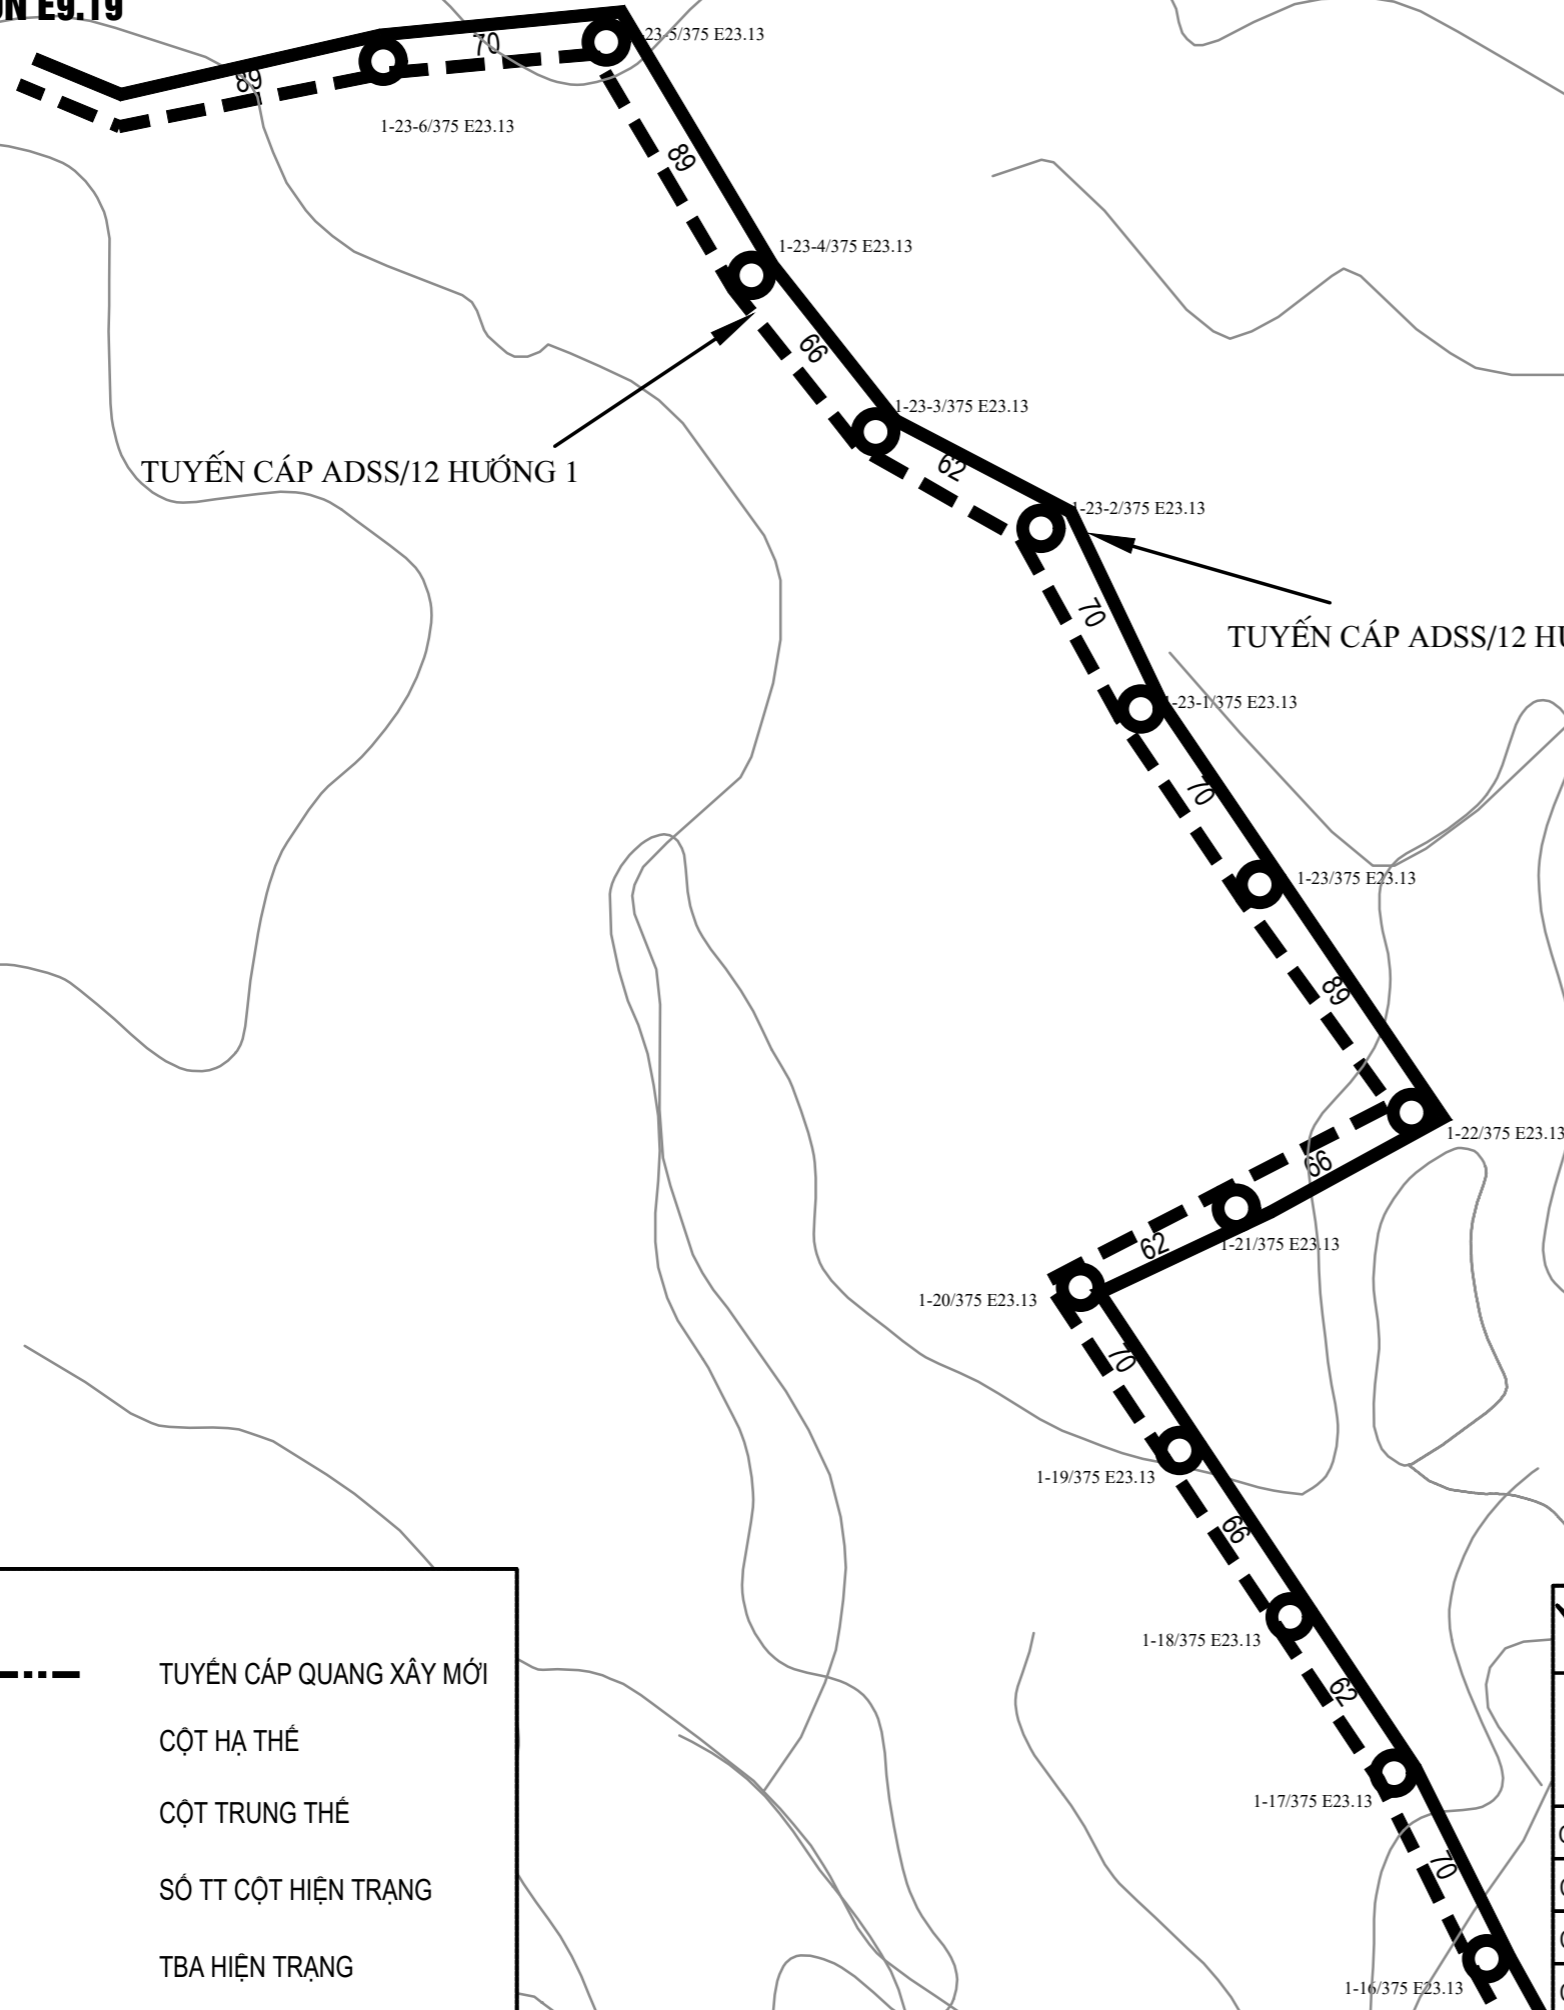 E9.19
23-5/375 E23.13
70
89
1-23-6/375 E23.13
89
1-23-4/375 E23.13
66
1-23-3/375 E23.13
TUYẾN CÁP ADSS/12 HƯỚNG 1
62
1-23-2/375 E23.13
70
TUYẾN CÁP ADSS/12
1-23-1/375 E23.13
70
1-23/375 E23.13
89
1-22/375 E23.13
66
62
1-21/375 E23.13
1-20/375 E23.13
70
1-19/375 E23.13
66
1-18/375 E23.13
TUYẾN CÁP QUANG XÂY MỚI
62
CỘT HẠ THẾ
1-17/375 E23.13
CỘT TRUNG THẾ
70
SỐ TT CỘT HIỆN TRẠNG
TBA HIỆN TRẠNG
1-16/375 E23.13